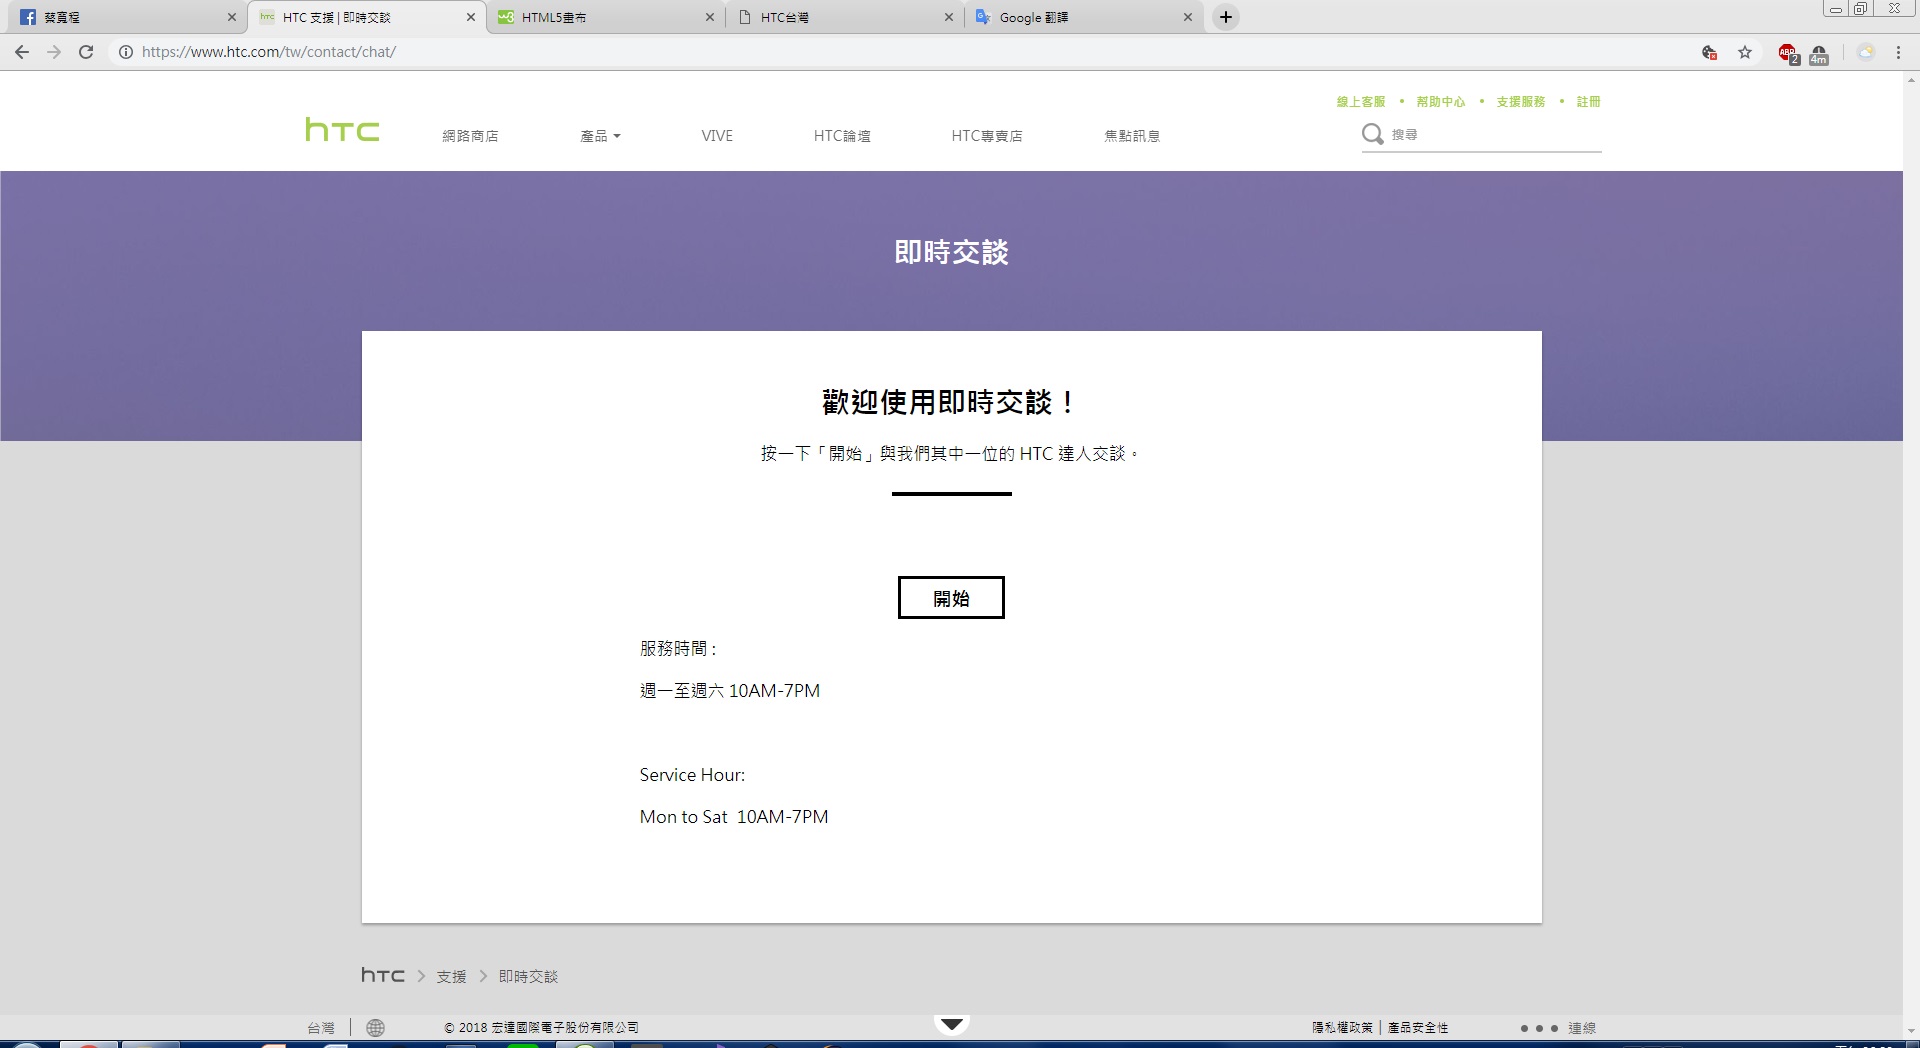 蔡寬程
HTC 支援 | 即時交談
HTML5畫布
HTC台灣
Google 翻譯
https://www.htc.com/tw/contact/chat/
ABP
2
4m
線上客服 • 幫助中心 • 支援服務 • 註冊
hTC
網路商店
產品
VIVE
HTC論壇
HTC專賣店
焦點訊息
搜尋
即時交談
歡迎使用即時交談！
按一下「開始」與我們其中一位的 HTC 達人交談。
開始
服務時間 :
週一至週六 10AM-7PM
Service Hour:
Mon to Sat  10AM-7PM
hTC > 支援 > 即時交談
台灣
© 2018 宏達國際電子股份有限公司
隱私權政策 | 產品安全性
連線